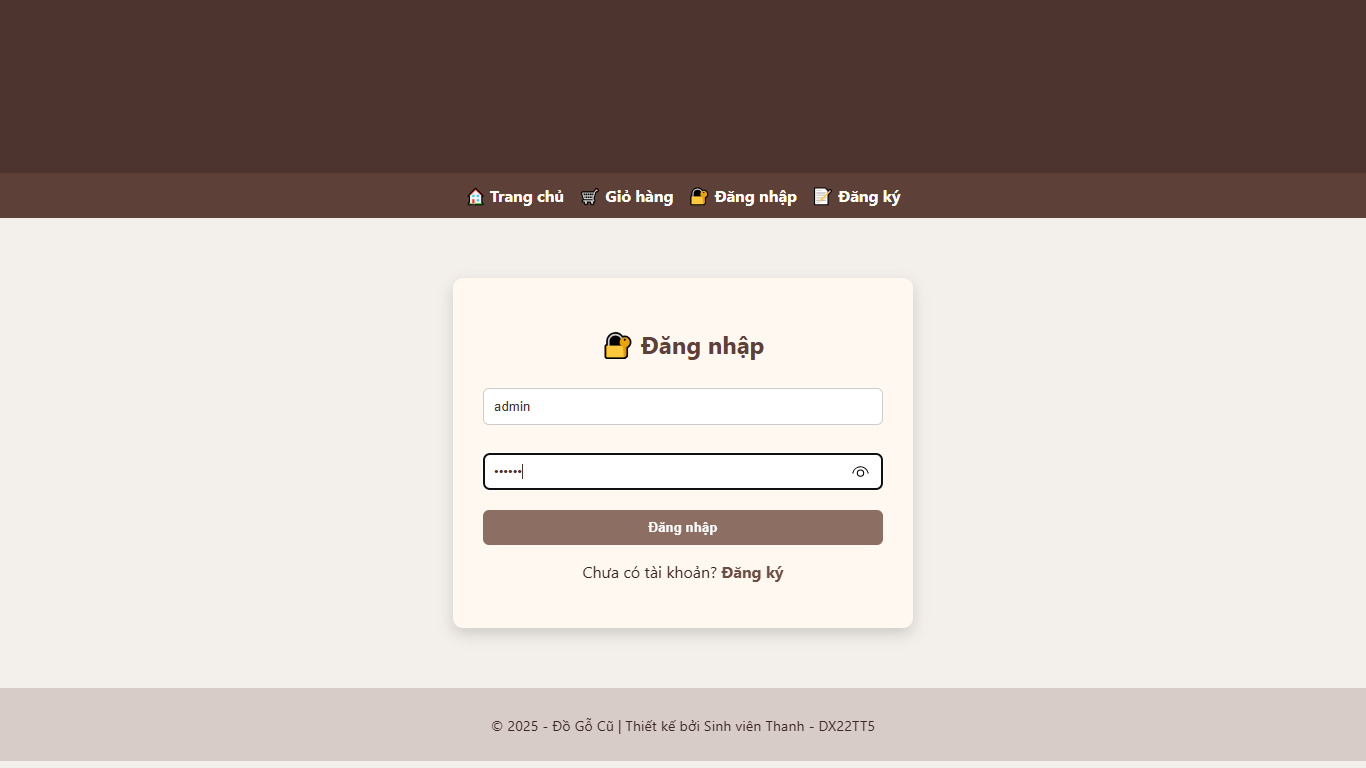 Trang chủ Giỏ hàng Đăng nhập Đăng ký
Đăng nhập
admin
••••••
Đăng nhập
Chưa có tài khoản? Đăng ký
© 2025 - Đồ Gỗ Cũ | Thiết kế bởi Sinh viên Thanh - DX22TT5